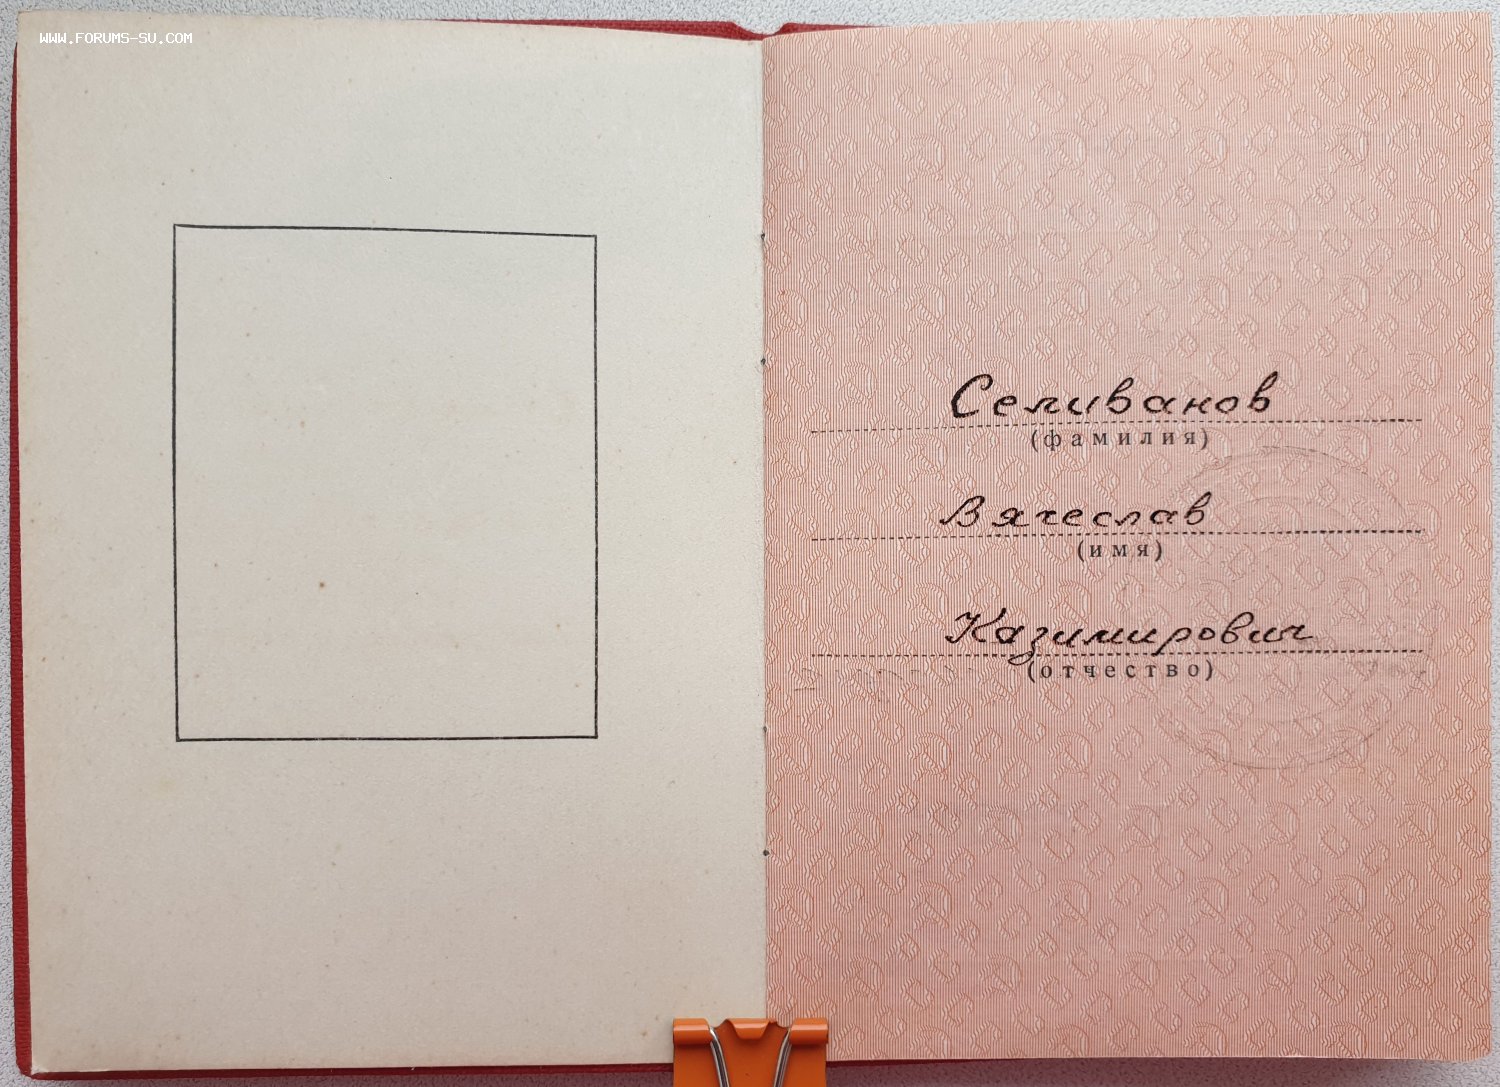 WWW.FORUMS-SU.COM
Селиванов
(фамилия)
Вячеслав
(имя)
Казимирович
(отчество)